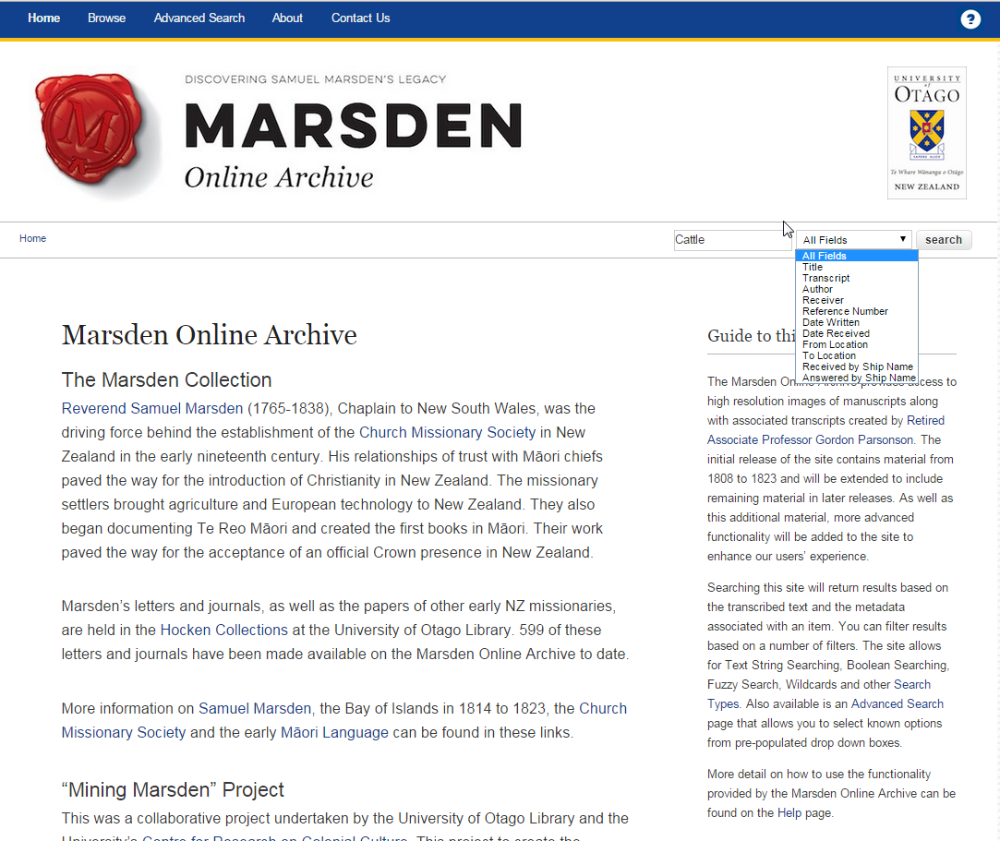 Home Browse Advanced Search About Contact Us ?
DISCOVERING SAMUEL MARSDEN'S LEGACY
MARSDEN
Online Archive
M
UNIVERSITY
of
OTAGO
SAPERE AUDE
Te Whare Wānanga o Otāgo
NEW ZEALAND
Home
Cattle All Fields ▼ search
All Fields
Title
Transcript
Author
Receiver
Reference Number
Date Written
Date Received
From Location
To Location
Received by Ship Name
Answered by Ship Name
Marsden Online Archive
The Marsden Collection
Reverend Samuel Marsden (1765-1838), Chaplain to New South Wales, was the
driving force behind the establishment of the Church Missionary Society in New
Zealand in the early nineteenth century. His relationships of trust with Māori chiefs
paved the way for the introduction of Christianity in New Zealand. The missionary
settlers brought agriculture and European technology to New Zealand. They also
began documenting Te Reo Māori and created the first books in Māori. Their work
paved the way for the acceptance of an official Crown presence in New Zealand.
Marsden's letters and journals, as well as the papers of other early NZ missionaries,
are held in the Hocken Collections at the University of Otago Library. 599 of these
letters and journals have been made available on the Marsden Online Archive to date.
More information on Samuel Marsden, the Bay of Islands in 1814 to 1823, the Church
Missionary Society and the early Māori Language can be found in these links.
“Mining Marsden” Project
This was a collaborative project undertaken by the University of Otago Library and the
University's Centre for Research on Colonial Culture. This project to create the
Guide to thi
The Marsden Online Archive provides access to
high resolution images of manuscripts along
with associated transcripts created by Retired
Associate Professor Gordon Parsonson. The
initial release of the site contains material from
1808 to 1823 and will be extended to include
remaining material in later releases. As well as
this additional material, more advanced
functionality will be added to the site to
enhance our users' experience.
Searching this site will return results based on
the transcribed text and the metadata
associated with an item. You can filter results
based on a number of filters. The site allows
for Text String Searching, Boolean Searching,
Fuzzy Search, Wildcards and other Search
Types. Also available is an Advanced Search
page that allows you to select known options
from pre-populated drop down boxes.
More detail on how to use the functionality
provided by the Marsden Online Archive can be
found on the Help page.